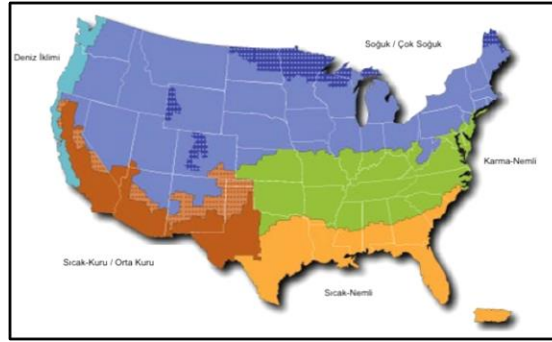 Soğuk / Çok Soğuk
Deniz İklimi
Karma-Nemli
Sıcak-Kuru / Orta Kuru
Sıcak-Nemli